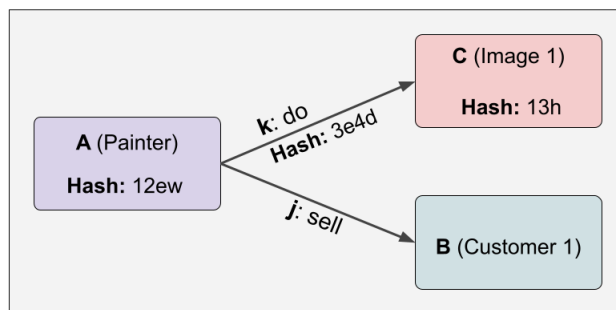 A (Painter)
Hash: 12ew
k: do
Hash: 3e4d
C (Image 1)
Hash: 13h
j: sell
B (Customer 1)